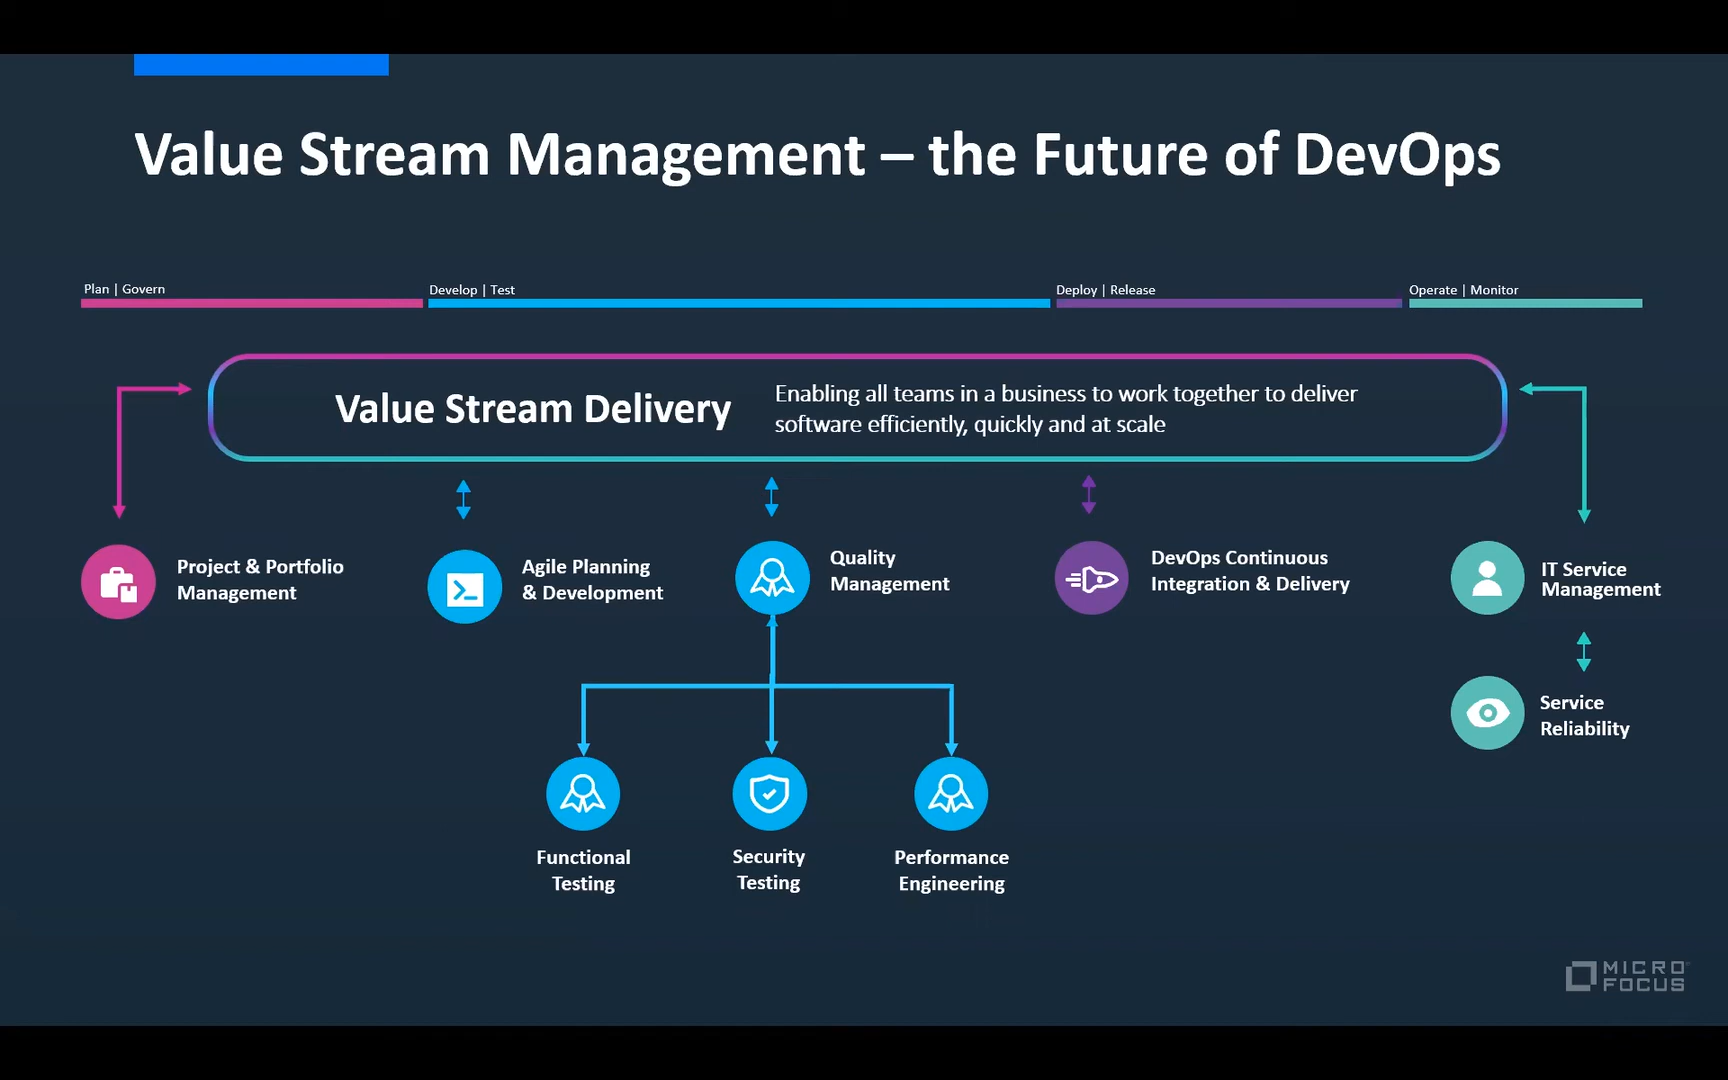 Value Stream Management – the Future of DevOps
Plan | Govern
Develop | Test
Deploy | Release
Operate | Monitor
Value Stream Delivery
Enabling all teams in a business to work together to deliver
software efficiently, quickly and at scale
Project & Portfolio
Management
Agile Planning
& Development
Quality
Management
DevOps Continuous
Integration & Delivery
IT Service
Management
Service
Reliability
Functional
Testing
Security
Testing
Performance
Engineering
MICRO
FOCUS